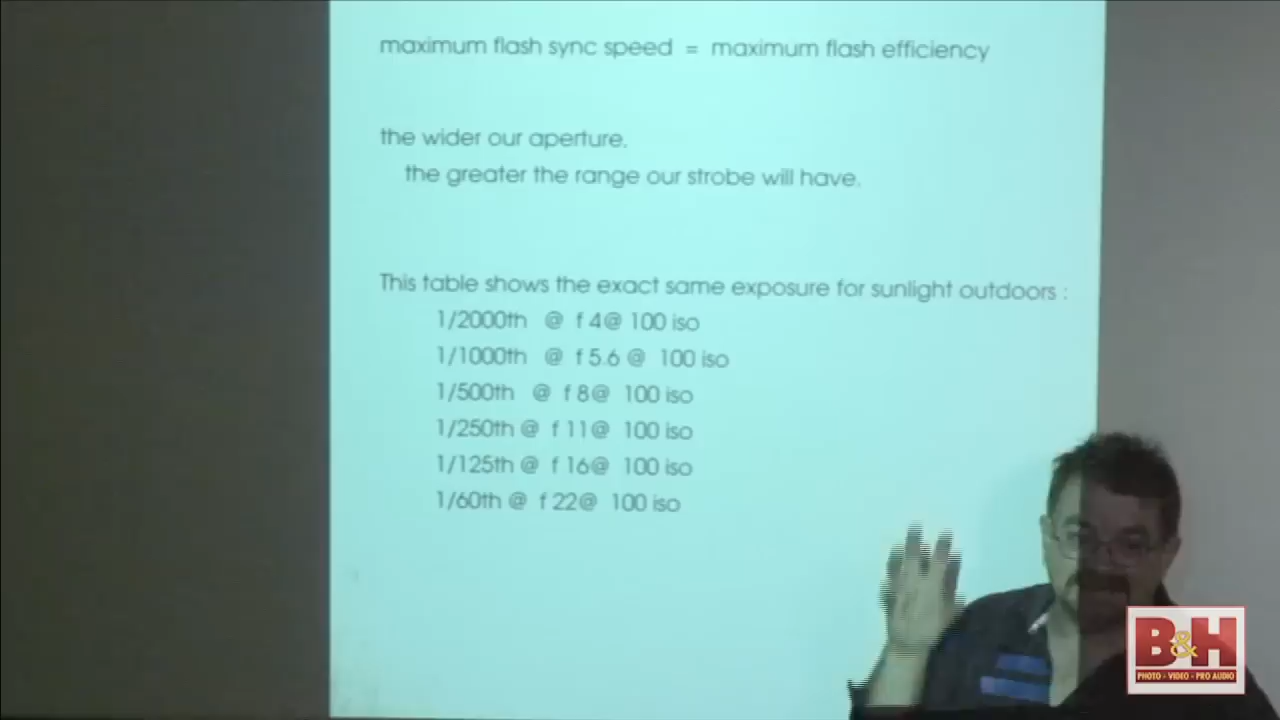 maximum flash sync speed = maximum flash efficiency
the wider our aperture.
the greater the range our strobe will have.
This table shows the exact same exposure for sunlight outdoors :
1/2000th @ f 4@ 100 iso
1/1000th @ f 5.6 @ 100 iso
1/500th @ f 8@ 100 iso
1/250th @ f 11@ 100 iso
1/125th @ f 16@ 100 iso
1/60th @ f 22@ 100 iso
B&H
PHOTO - VIDEO - PRO AUDIO